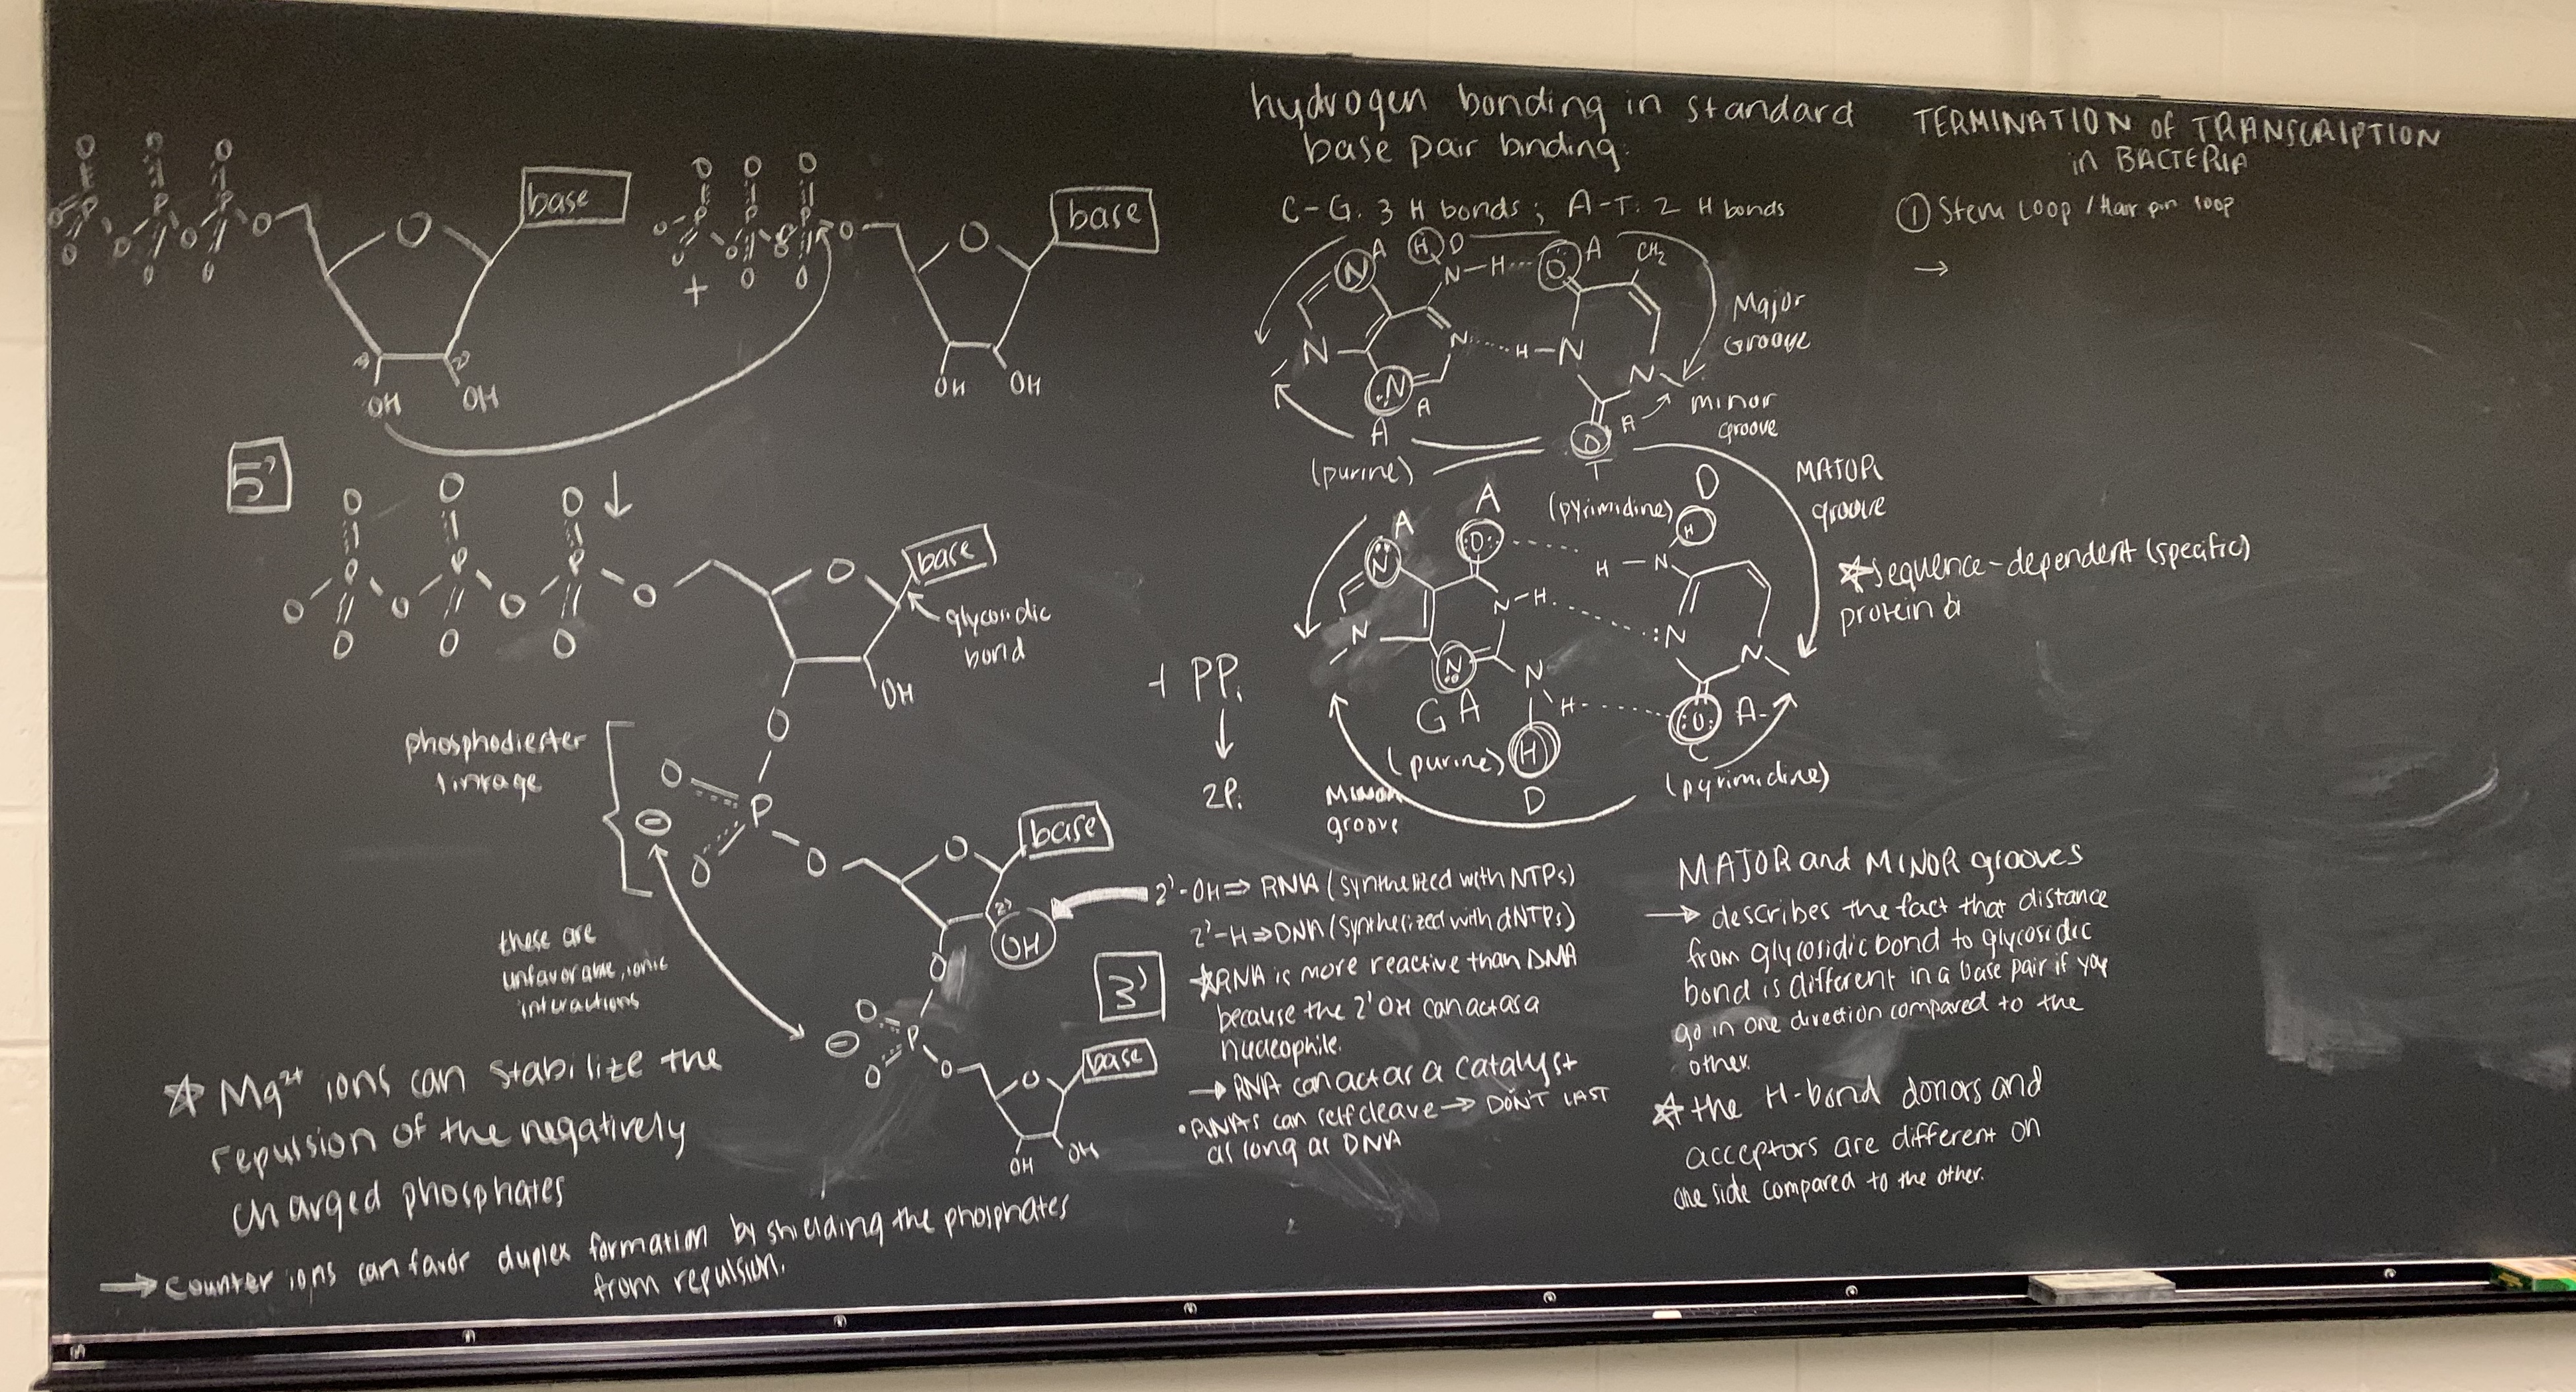 base
base
+
3'
2'
OH
OH
OH
OH
5'
base
glycosidic
bond
OH
phosphodiester
linkage
+ PPi
2Pi
base
2'
OH
these are
unfavorable, ionic
interactions
3'
base
OH
OH
☆ Mg2+ ions can stabilize the
repulsion of the negatively
charged phosphates
→ counter ions can favor duplex formation by shielding the phosphates
from repulsion.
2'-OH ⇒ RNA (synthesized with NTPs)
2'-H ⇒ DNA (synthesized with dNTPs)
☆ RNA is more reactive than DNA
because the 2' OH can act as a
nucleophile.
→ RNA can act as a catalyst
• RNAs can self cleave → DON'T LAST
as long as DNA
hydrogen bonding in standard
base pair binding:
C-G: 3 H bonds; A-T: 2 H bonds
N A H D N-H O A CH2
Major
Groove
N N H-N N
N A O A
minor
groove
A
(purine)
T
(pyrimidine)
MAJOR
groove
A A D
N O H
H-N
N N-H :N N
N N H O A
G A
(purine)
H
D
C
(pyrimidine)
Minor
groove
☆ sequence-dependent (specific)
protein
MAJOR and MINOR grooves
→ describes the fact that distance
from glycosidic bond to glycosidic
bond is different in a base pair if you
go in one direction compared to the
other.
☆ the H-bond donors and
acceptors are different on
one side compared to the other.
TERMINATION of TRANSCRIPTION
in BACTERIA
① Stem Loop / Hair pin loop
→